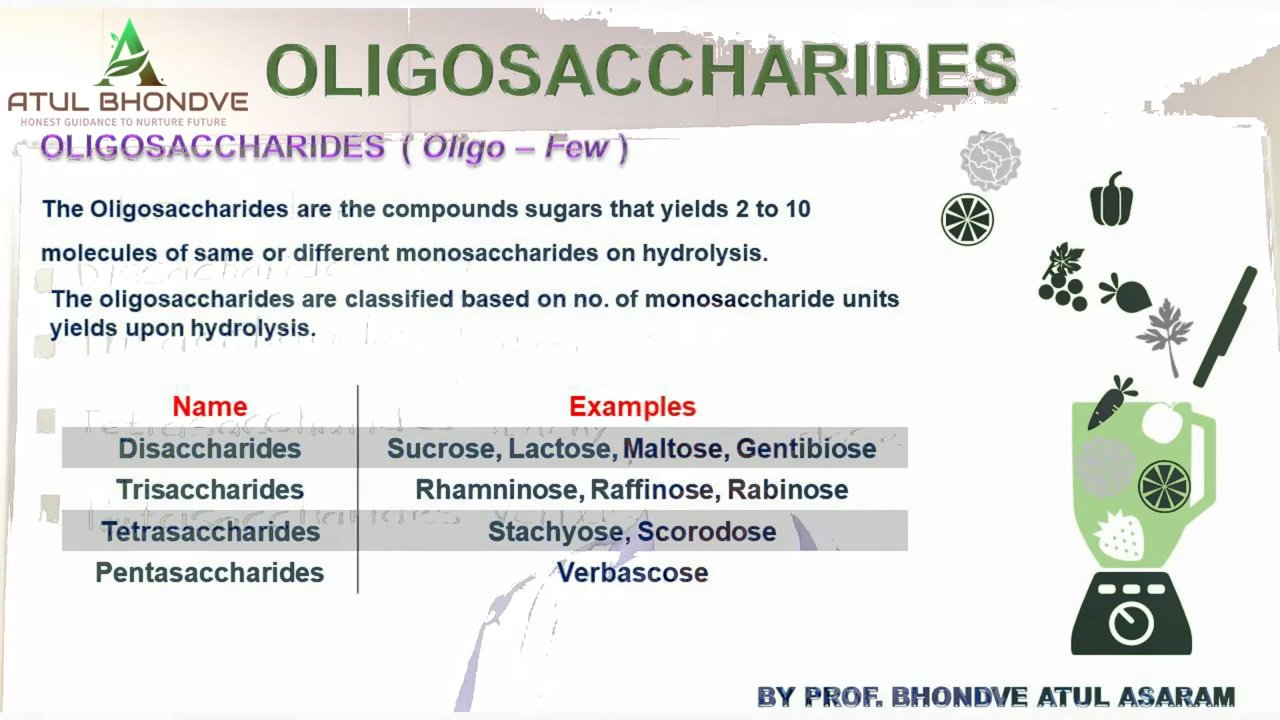 OLIGOSACCHARIDES
ATUL BHONDVE
HONEST GUIDANCE TO NURTURE FUTURE
OLIGOSACCHARIDES ( Oligo – Few )
The Oligosaccharides are the compounds sugars that yields 2 to 10
molecules of same or different monosaccharides on hydrolysis.
The oligosaccharides are classified based on no. of monosaccharide units
yields upon hydrolysis.
Name Examples
Disaccharides Sucrose, Lactose, Maltose, Gentibiose
Trisaccharides Rhamninose, Raffinose, Rabinose
Tetrasaccharides Stachyose, Scorodose
Pentasaccharides Verbascose
BY PROF. BHONDVE ATUL ASARAM